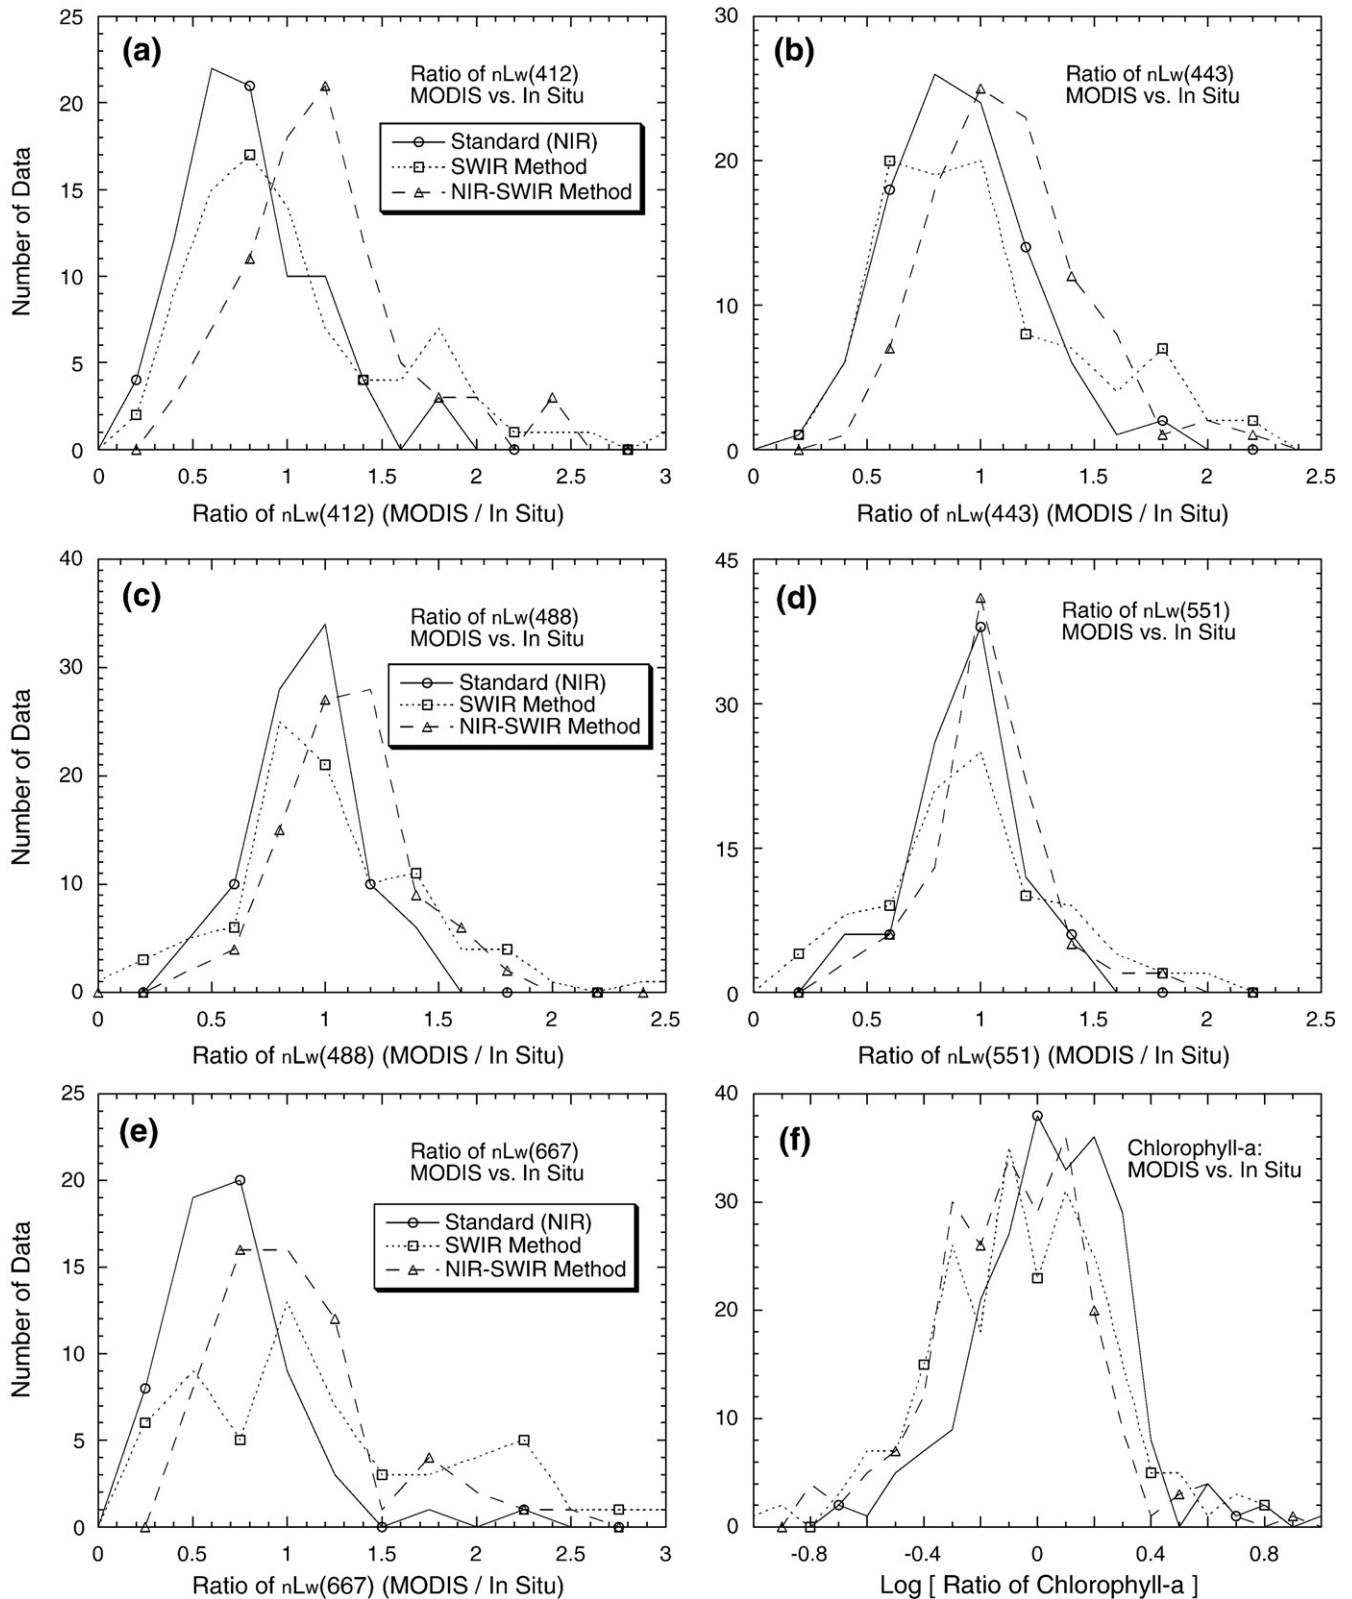 (a)
Ratio of nLw(412)
MODIS vs. In Situ
Standard (NIR)
SWIR Method
NIR-SWIR Method
Number of Data
25
20
15
10
5
0
0 0.5 1 1.5 2 2.5 3
Ratio of nLw(412) (MODIS / In Situ)
(b)
Ratio of nLw(443)
MODIS vs. In Situ
30
20
10
0
0 0.5 1 1.5 2 2.5
Ratio of nLw(443) (MODIS / In Situ)
(c)
Ratio of nLw(488)
MODIS vs. In Situ
Standard (NIR)
SWIR Method
NIR-SWIR Method
Number of Data
40
30
20
10
0
0 0.5 1 1.5 2 2.5
Ratio of nLw(488) (MODIS / In Situ)
(d)
Ratio of nLw(551)
MODIS vs. In Situ
45
30
15
0
0 0.5 1 1.5 2 2.5
Ratio of nLw(551) (MODIS / In Situ)
(e)
Ratio of nLw(667)
MODIS vs. In Situ
Standard (NIR)
SWIR Method
NIR-SWIR Method
Number of Data
25
20
15
10
5
0
0 0.5 1 1.5 2 2.5 3
Ratio of nLw(667) (MODIS / In Situ)
(f)
Chlorophyll-a:
MODIS vs. In Situ
40
30
20
10
0
-0.8 -0.4 0 0.4 0.8
Log [ Ratio of Chlorophyll-a ]